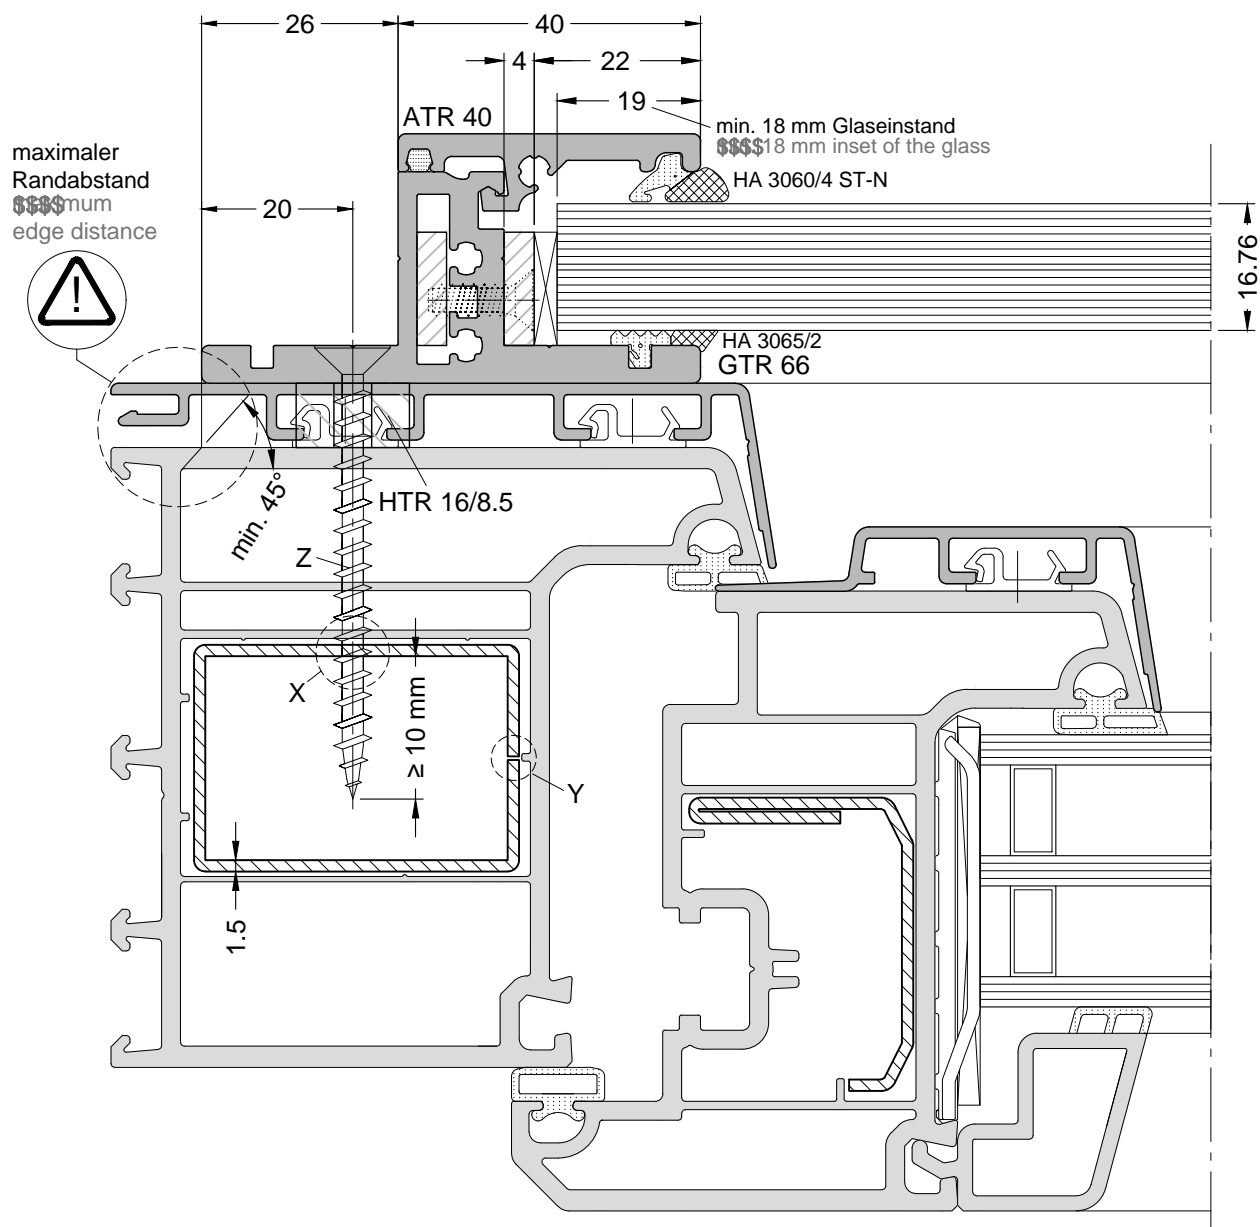 26
40
4
22
19
ATR 40
min. 18 mm Glaseinstand
$$$$18 mm inset of the glass
maximaler
Randabstand
$$$$mum
edge distance
HA 3060/4 ST-N
20
16.76
!
HA 3065/2
GTR 66
min. 45°
HTR 16/8.5
Z
X
≥ 10 mm
Y
1.5